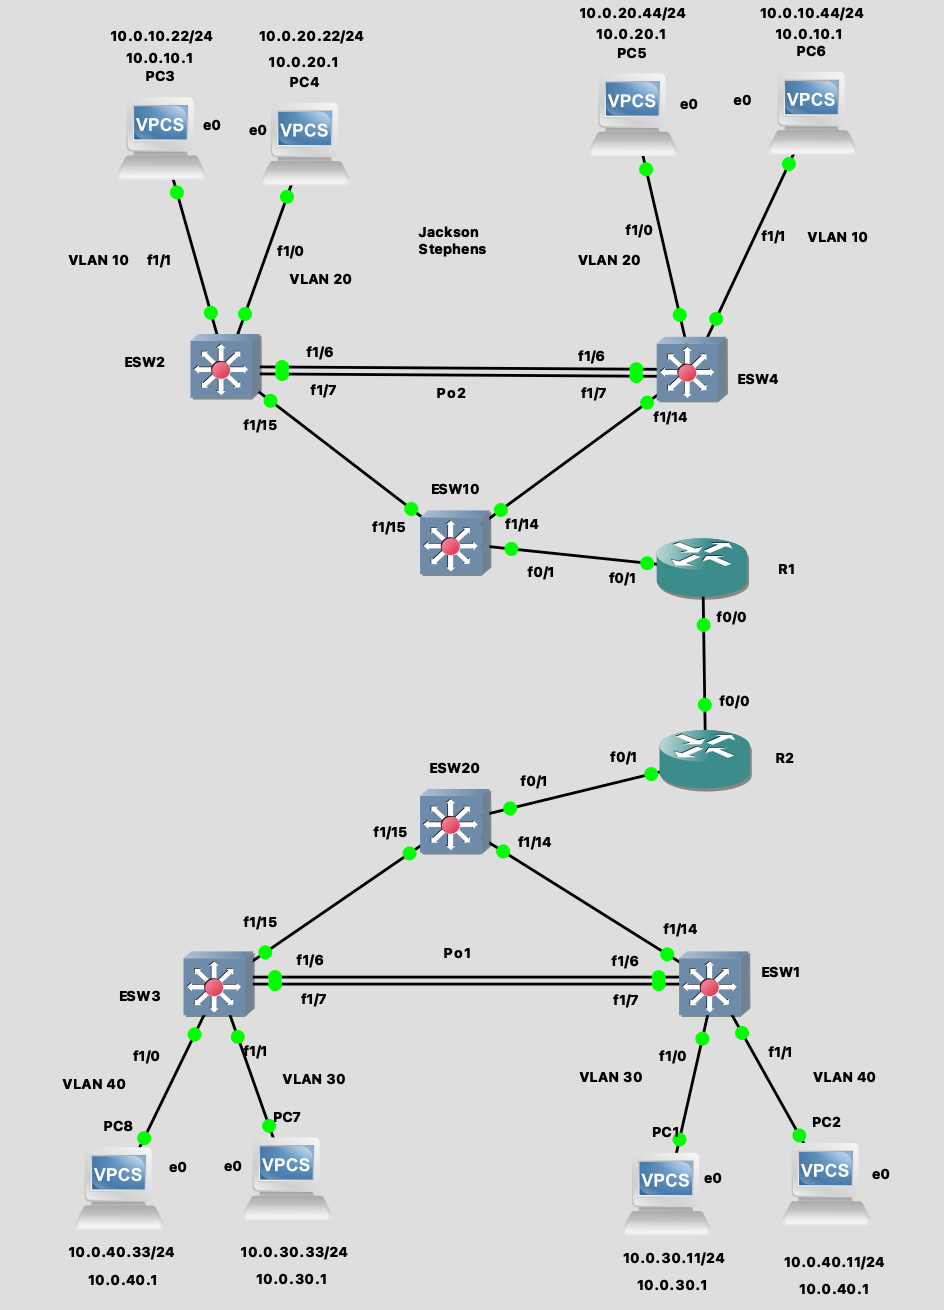 10.0.10.22/24
10.0.10.1
PC3
10.0.20.22/24
10.0.20.1
PC4
10.0.20.44/24
10.0.20.1
PC5
10.0.10.44/24
10.0.10.1
PC6
VPCS
e0
e0
VPCS
VPCS
e0
e0
VPCS
Jackson
Stephens
VLAN 10
f1/1
f1/0
VLAN 20
f1/0
VLAN 20
f1/1
VLAN 10
ESW2
f1/6
f1/7
Po2
f1/6
f1/7
ESW4
f1/15
f1/14
ESW10
f1/15
f1/14
f0/1
f0/1
R1
f0/0
f0/0
R2
f0/1
f0/1
ESW20
f1/15
f1/14
f1/15
f1/14
Po1
f1/6
f1/7
f1/6
f1/7
ESW3
ESW1
f1/0
f1/1
VLAN 40
VLAN 30
f1/0
f1/1
VLAN 30
VLAN 40
PC8
PC7
PC1
PC2
VPCS
e0
e0
VPCS
VPCS
e0
VPCS
e0
10.0.40.33/24
10.0.40.1
10.0.30.33/24
10.0.30.1
10.0.30.11/24
10.0.30.1
10.0.40.11/24
10.0.40.1